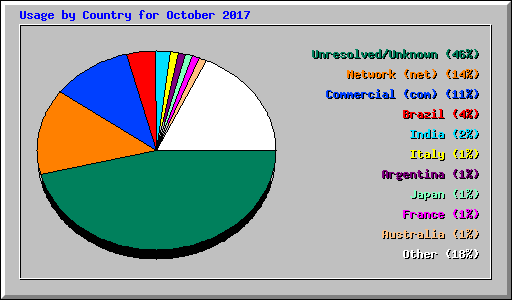 Usage by Country for October 2017
Unresolved/Unknown (46%)
Network (net) (14%)
Commercial (com) (11%)
Brazil (4%)
India (2%)
Italy (1%)
Argentina (1%)
Japan (1%)
France (1%)
Australia (1%)
Other (18%)